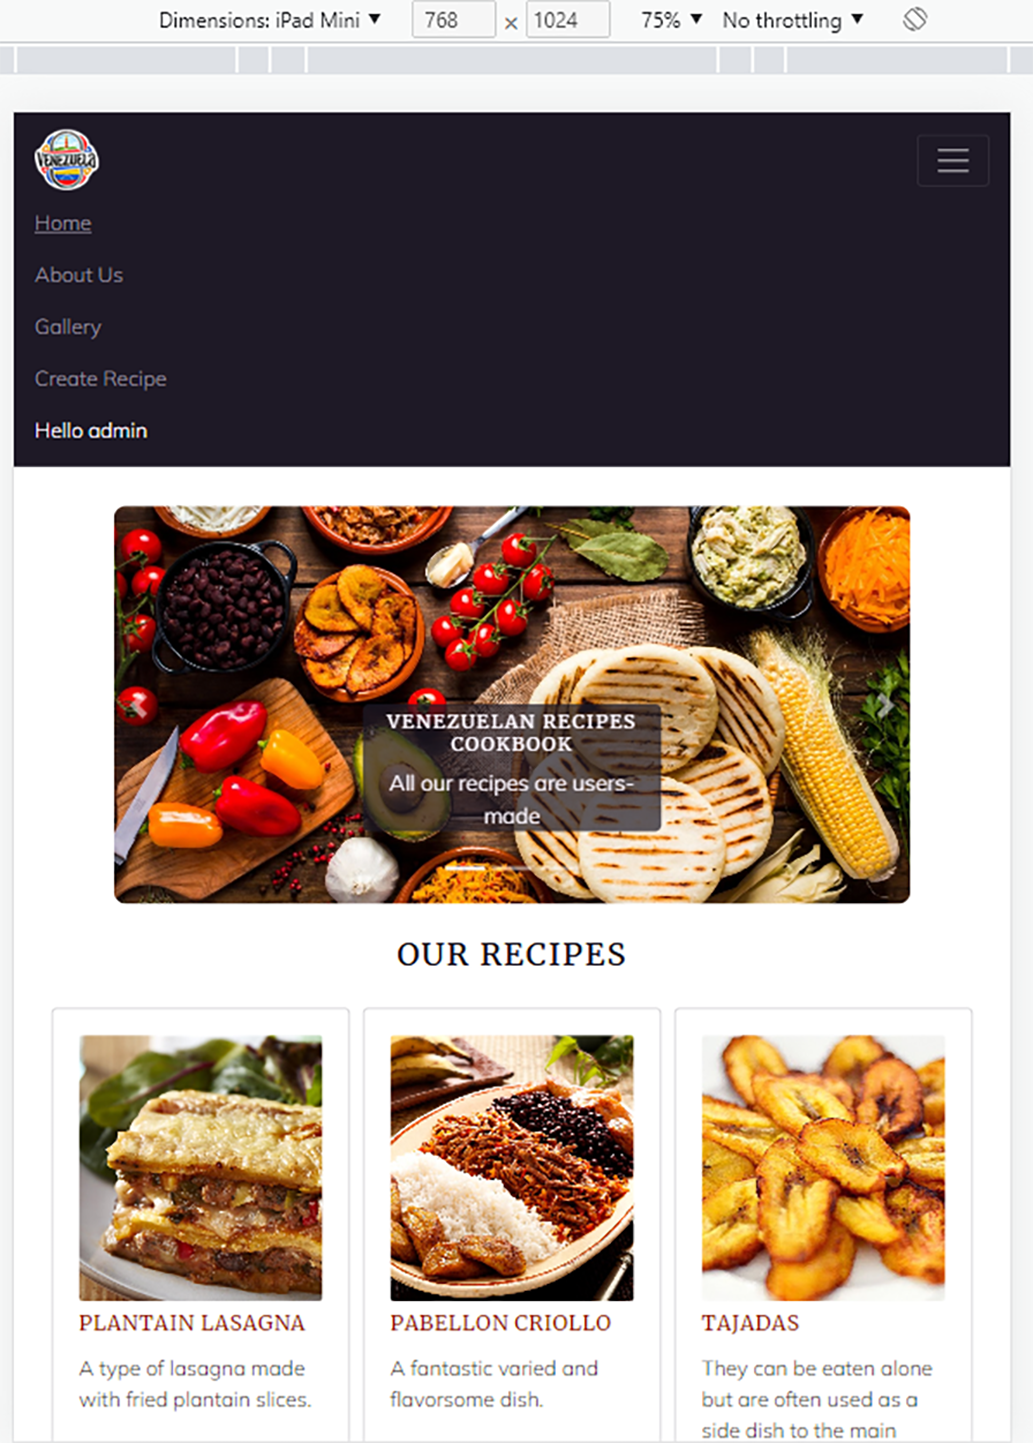 Dimensions: iPad Mini ▼ 768 × 1024 75% ▼ No throttling ▼
VENEZUELA
Home
About Us
Gallery
Create Recipe
Hello admin
VENEZUELAN RECIPES
COOKBOOK
All our recipes are users-
made
OUR RECIPES
PLANTAIN LASAGNA
A type of lasagna made
with fried plantain slices.
PABELLON CRIOLLO
A fantastic varied and
flavorsome dish.
TAJADAS
They can be eaten alone
but are often used as a
side dish to the main